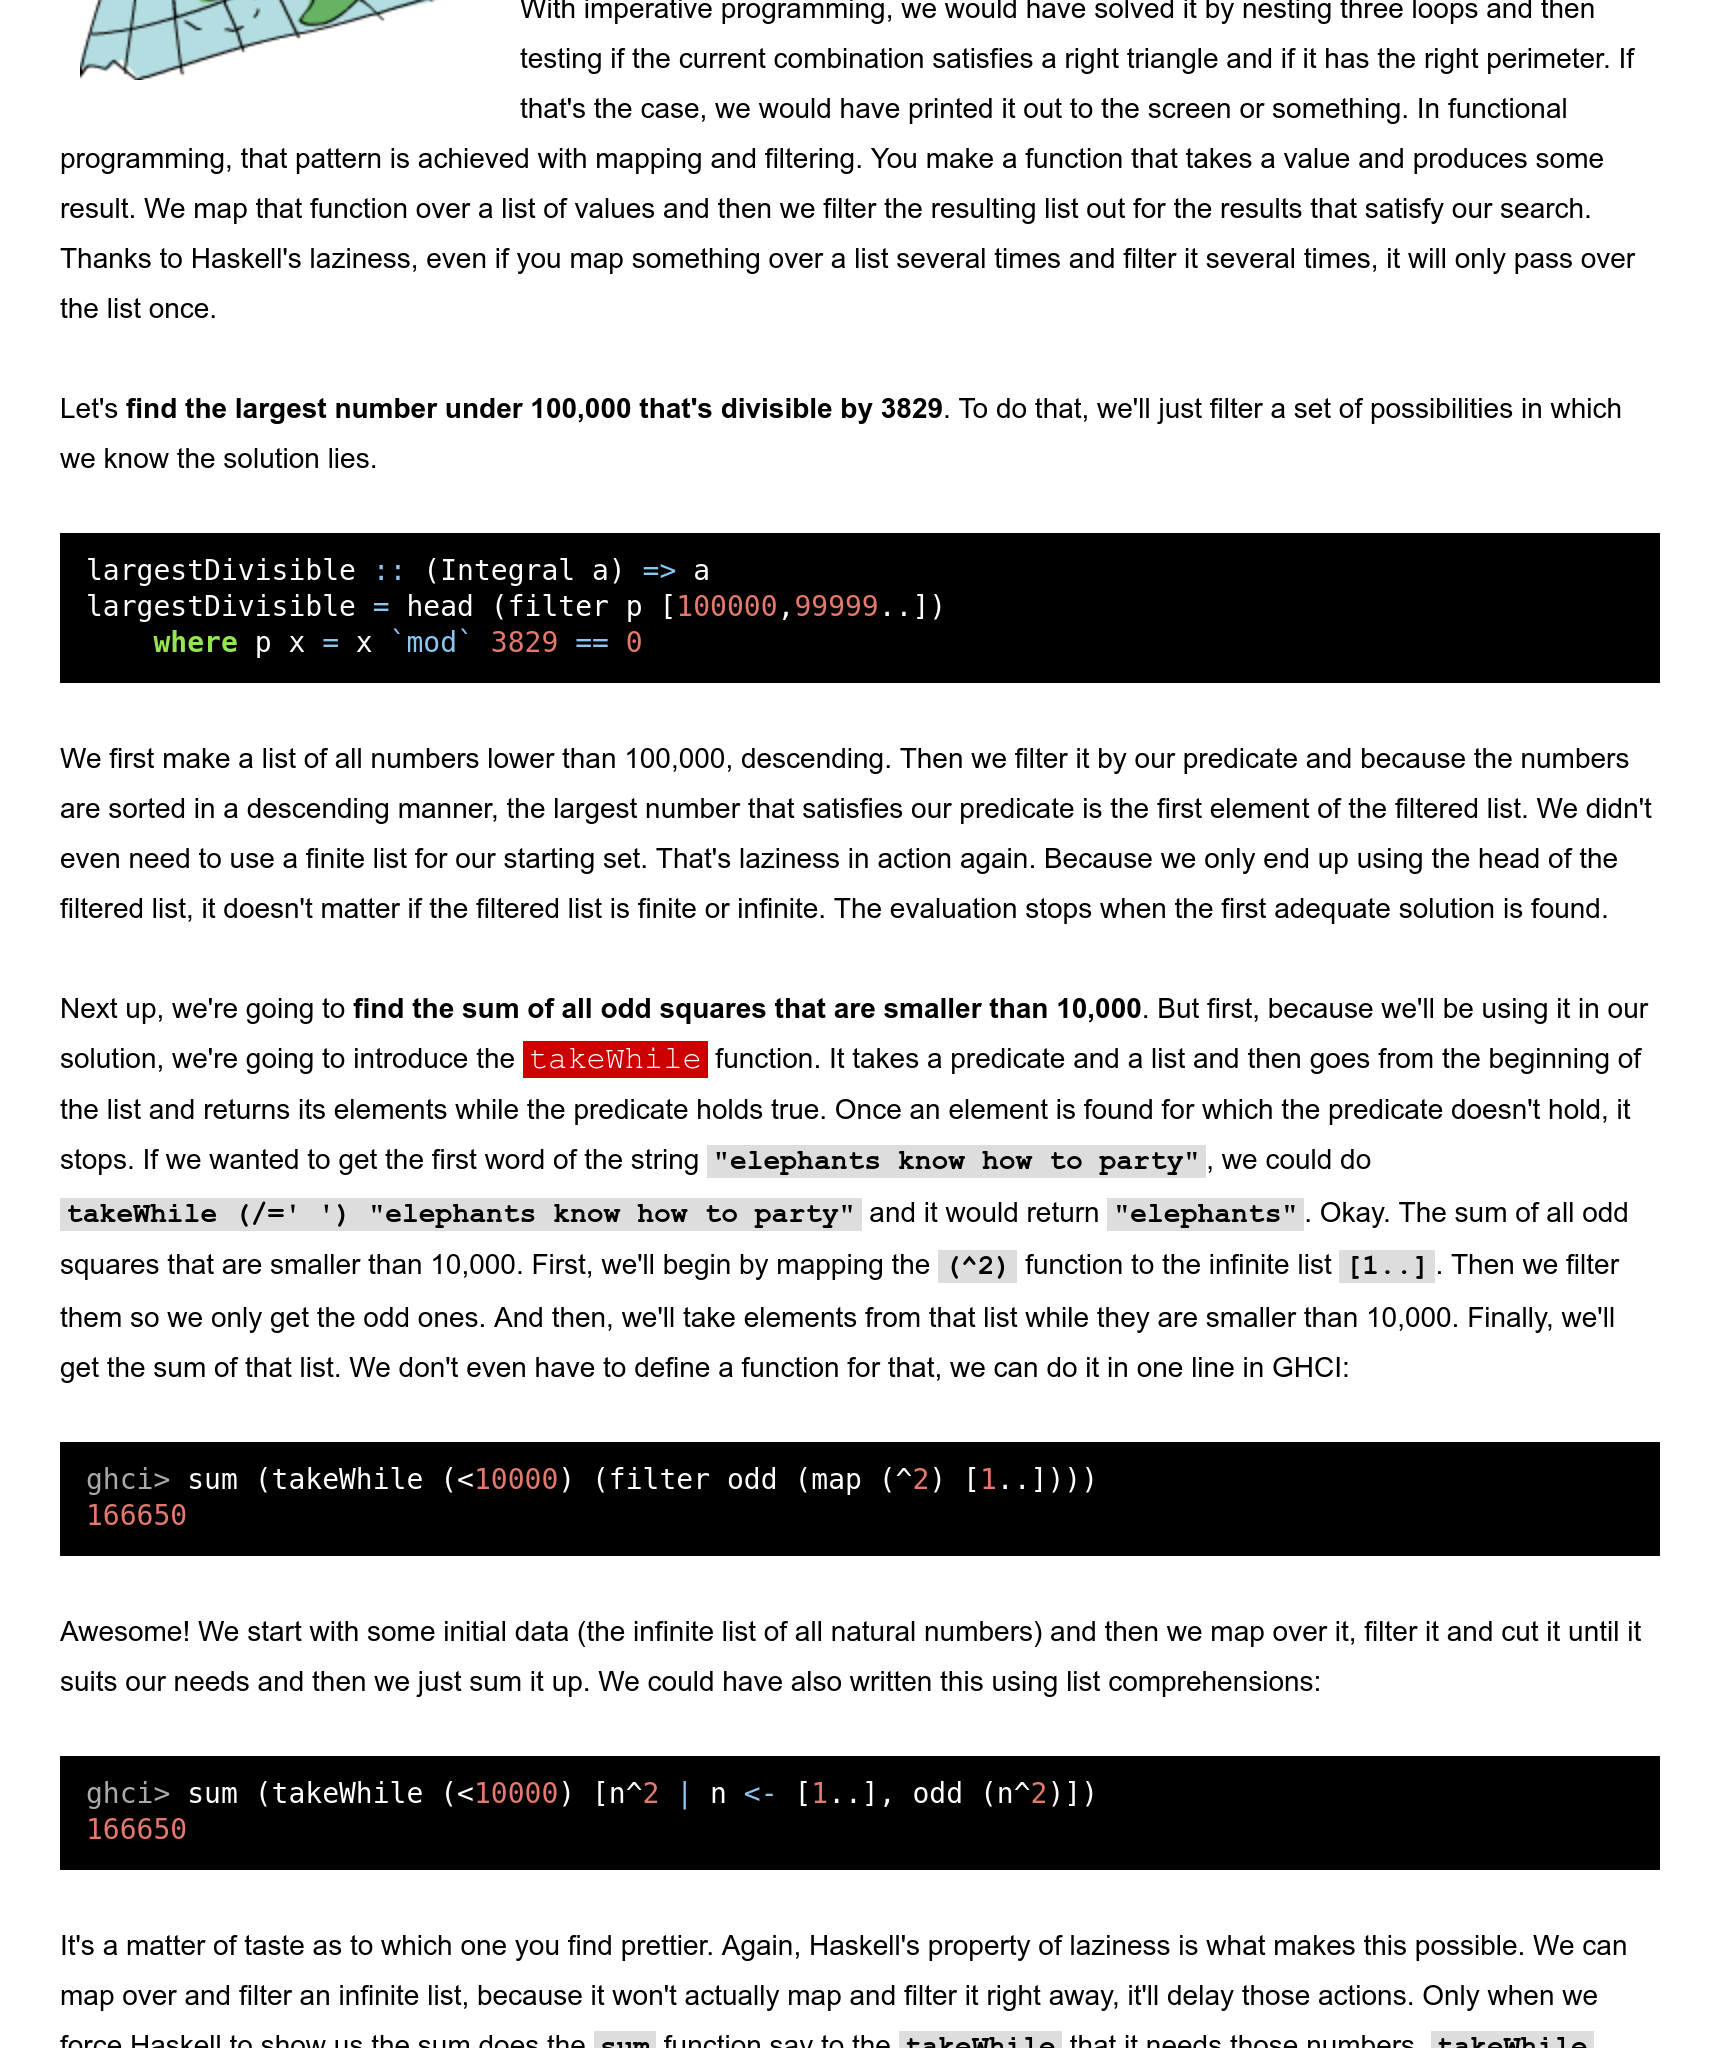 With imperative programming, we would have solved it by nesting three loops and then
testing if the current combination satisfies a right triangle and if it has the right perimeter. If
that's the case, we would have printed it out to the screen or something. In functional
programming, that pattern is achieved with mapping and filtering. You make a function that takes a value and produces some
result. We map that function over a list of values and then we filter the resulting list out for the results that satisfy our search.
Thanks to Haskell's laziness, even if you map something over a list several times and filter it several times, it will only pass over
the list once.
Let's find the largest number under 100,000 that's divisible by 3829. To do that, we'll just filter a set of possibilities in which
we know the solution lies.
largestDivisible :: (Integral a) => a
largestDivisible = head (filter p [100000,99999..])
    where p x = x `mod` 3829 == 0
We first make a list of all numbers lower than 100,000, descending. Then we filter it by our predicate and because the numbers
are sorted in a descending manner, the largest number that satisfies our predicate is the first element of the filtered list. We didn't
even need to use a finite list for our starting set. That's laziness in action again. Because we only end up using the head of the
filtered list, it doesn't matter if the filtered list is finite or infinite. The evaluation stops when the first adequate solution is found.
Next up, we're going to find the sum of all odd squares that are smaller than 10,000. But first, because we'll be using it in our
solution, we're going to introduce the takeWhile function. It takes a predicate and a list and then goes from the beginning of
the list and returns its elements while the predicate holds true. Once an element is found for which the predicate doesn't hold, it
stops. If we wanted to get the first word of the string "elephants know how to party", we could do
takeWhile (/=' ') "elephants know how to party" and it would return "elephants". Okay. The sum of all odd
squares that are smaller than 10,000. First, we'll begin by mapping the (^2) function to the infinite list [1..]. Then we filter
them so we only get the odd ones. And then, we'll take elements from that list while they are smaller than 10,000. Finally, we'll
get the sum of that list. We don't even have to define a function for that, we can do it in one line in GHCI:
ghci> sum (takeWhile (<10000) (filter odd (map (^2) [1..])))
166650
Awesome! We start with some initial data (the infinite list of all natural numbers) and then we map over it, filter it and cut it until it
suits our needs and then we just sum it up. We could have also written this using list comprehensions:
ghci> sum (takeWhile (<10000) [n^2 | n <- [1..], odd (n^2)])
166650
It's a matter of taste as to which one you find prettier. Again, Haskell's property of laziness is what makes this possible. We can
map over and filter an infinite list, because it won't actually map and filter it right away, it'll delay those actions. Only when we
force Haskell to show us the sum does the sum function say to the takeWhile that it needs those numbers. takeWhile